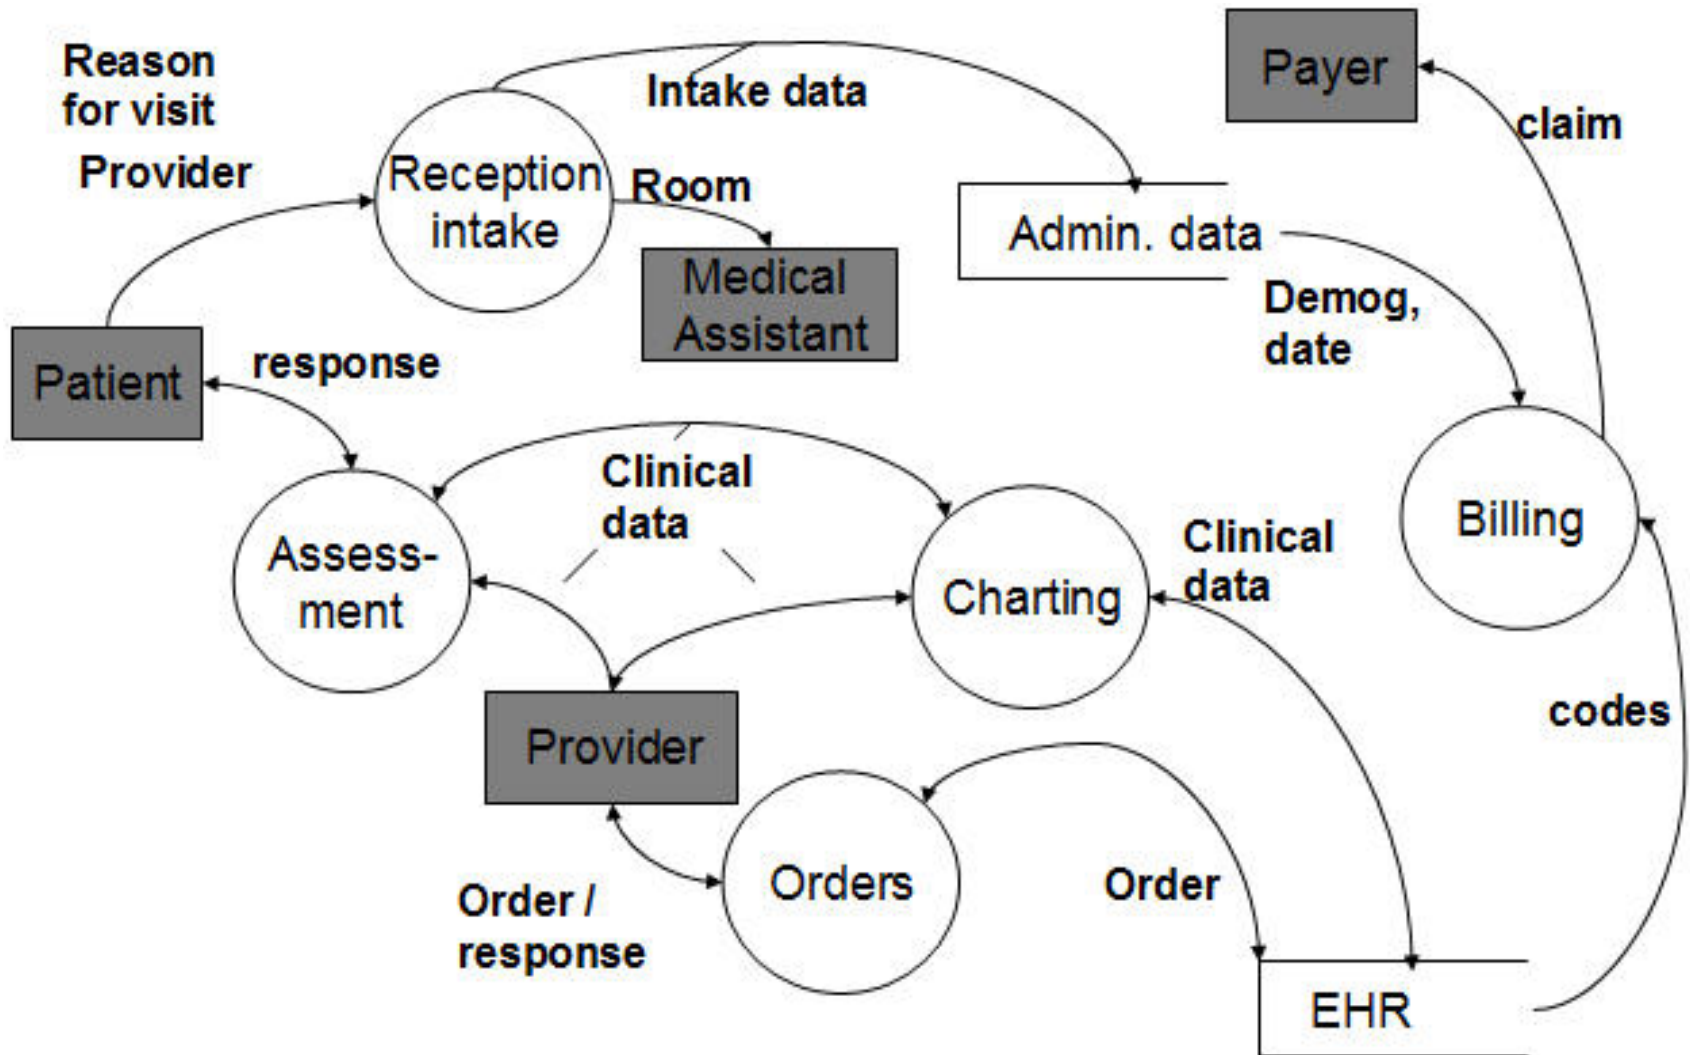 Reason
for visit
Provider
Reception
intake
Intake data
Room
Medical
Assistant
Payer
claim
Admin. data
Demog,
date
Patient
response
Assess-
ment
Clinical
data
Charting
Clinical
data
Billing
codes
Provider
Order /
response
Orders
Order
EHR